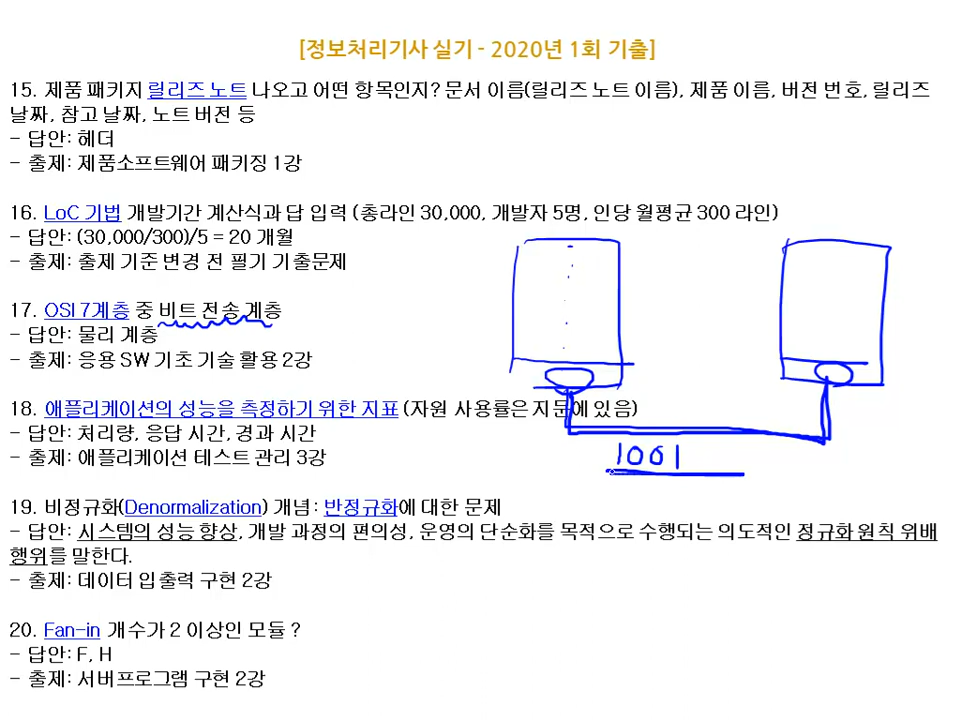 [정보처리기사 실기 - 2020년 1회 기출]
15. 제품 패키지 릴리즈 노트 나오고 어떤 항목인지? 문서 이름(릴리즈 노트 이름), 제품 이름, 버전 번호, 릴리즈
날짜, 참고 날짜, 노트 버전 등
- 답안: 헤더
- 출제: 제품소프트웨어 패키징 1강
16. LoC 기법 개발기간 계산식과 답 입력 (총라인 30,000, 개발자 5명, 인당 월평균 300 라인)
- 답안: (30,000/300)/5 = 20 개월
- 출제: 출제 기준 변경 전 필기 기출문제
17. OSI 7계층 중 비트 전송 계층
- 답안: 물리 계층
- 출제: 응용 SW 기초 기술 활용 2강
18. 애플리케이션의 성능을 측정하기 위한 지표 (자원 사용률은 지문에 있음)
- 답안: 처리량, 응답 시간, 경과 시간
- 출제: 애플리케이션 테스트 관리 3강
1001
19. 비정규화(Denormalization) 개념 : 반정규화에 대한 문제
- 답안: 시스템의 성능 향상, 개발 과정의 편의성, 운영의 단순화를 목적으로 수행되는 의도적인 정규화 원칙 위배
행위를 말한다.
- 출제: 데이터 입출력 구현 2강
20. Fan-in 개수가 2 이상인 모듈 ?
- 답안: F, H
- 출제: 서버프로그램 구현 2강